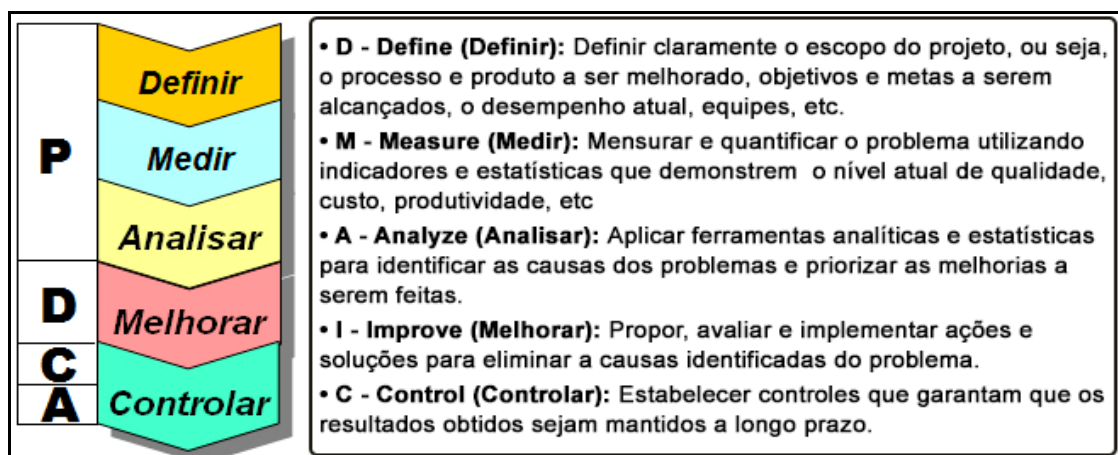 P
D
C
A
Definir
Medir
Analisar
Melhorar
Controlar
• D - Define (Definir): Definir claramente o escopo do projeto, ou seja,
o processo e produto a ser melhorado, objetivos e metas a serem
alcançados, o desempenho atual, equipes, etc.
• M - Measure (Medir): Mensurar e quantificar o problema utilizando
indicadores e estatísticas que demonstrem o nível atual de qualidade,
custo, produtividade, etc
• A - Analyze (Analisar): Aplicar ferramentas analíticas e estatísticas
para identificar as causas dos problemas e priorizar as melhorias a
serem feitas.
• I - Improve (Melhorar): Propor, avaliar e implementar ações e
soluções para eliminar a causas identificadas do problema.
• C - Control (Controlar): Estabelecer controles que garantam que os
resultados obtidos sejam mantidos a longo prazo.